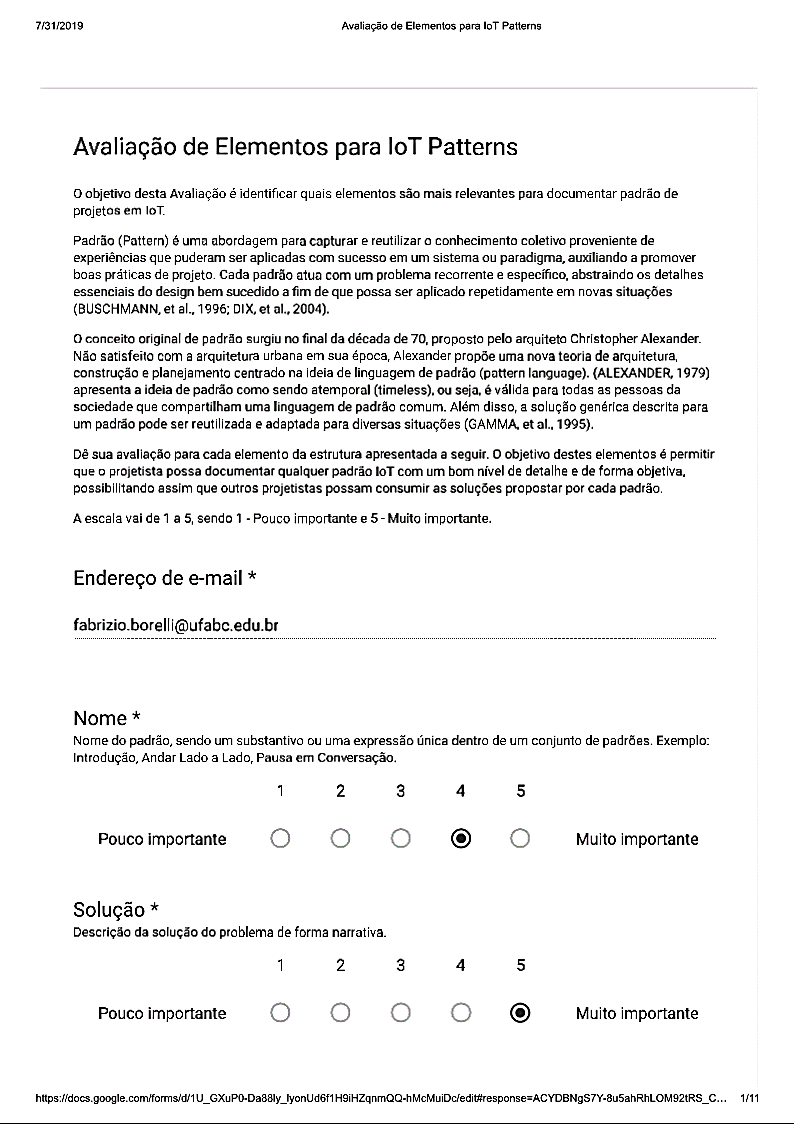 7/31/2019 Avaliação de Elementos para IoT Patterns
Avaliação de Elementos para IoT Patterns
O objetivo desta Avaliação é identificar quais elementos são mais relevantes para documentar padrão de
projetos em IoT.
Padrão (Pattern) é uma abordagem para capturar e reutilizar o conhecimento coletivo proveniente de
experiências que puderam ser aplicadas com sucesso em um sistema ou paradigma, auxiliando a promover
boas práticas de projeto. Cada padrão atua com um problema recorrente e específico, abstraindo os detalhes
essenciais do design bem sucedido a fim de que possa ser aplicado repetidamente em novas situações
(BUSCHMANN, et al., 1996; DIX, et al., 2004).
O conceito original de padrão surgiu no final da década de 70, proposto pelo arquiteto Christopher Alexander.
Não satisfeito com a arquitetura urbana em sua época, Alexander propõe uma nova teoria de arquitetura,
construção e planejamento centrado na ideia de linguagem de padrão (pattern language). (ALEXANDER, 1979)
apresenta a ideia de padrão como sendo atemporal (timeless), ou seja, é válida para todas as pessoas da
sociedade que compartilham uma linguagem de padrão comum. Além disso, a solução genérica descrita para
um padrão pode ser reutilizada e adaptada para diversas situações (GAMMA, et al., 1995).
Dê sua avaliação para cada elemento da estrutura apresentada a seguir. O objetivo destes elementos é permitir
que o projetista possa documentar qualquer padrão IoT com um bom nível de detalhe e de forma objetiva,
possibilitando assim que outros projetistas possam consumir as soluções propostar por cada padrão.
A escala vai de 1 a 5, sendo 1 - Pouco importante e 5 - Muito importante.
Endereço de e-mail *
fabrizio.borelli@ufabc.edu.br
Nome *
Nome do padrão, sendo um substantivo ou uma expressão única dentro de um conjunto de padrões. Exemplo:
Introdução, Andar Lado a Lado, Pausa em Conversação.
1 2 3 4 5
Pouco importante Muito importante
Solução *
Descrição da solução do problema de forma narrativa.
1 2 3 4 5
Pouco importante Muito importante
https://docs.google.com/forms/d/1U_GXuP0-Da88ly_IyonUd6f1H9iHZqnmQQ-hMcMuiDc/edit#response=ACYDBNgS7Y-8u5ahRhLOM92tRS_C... 1/11